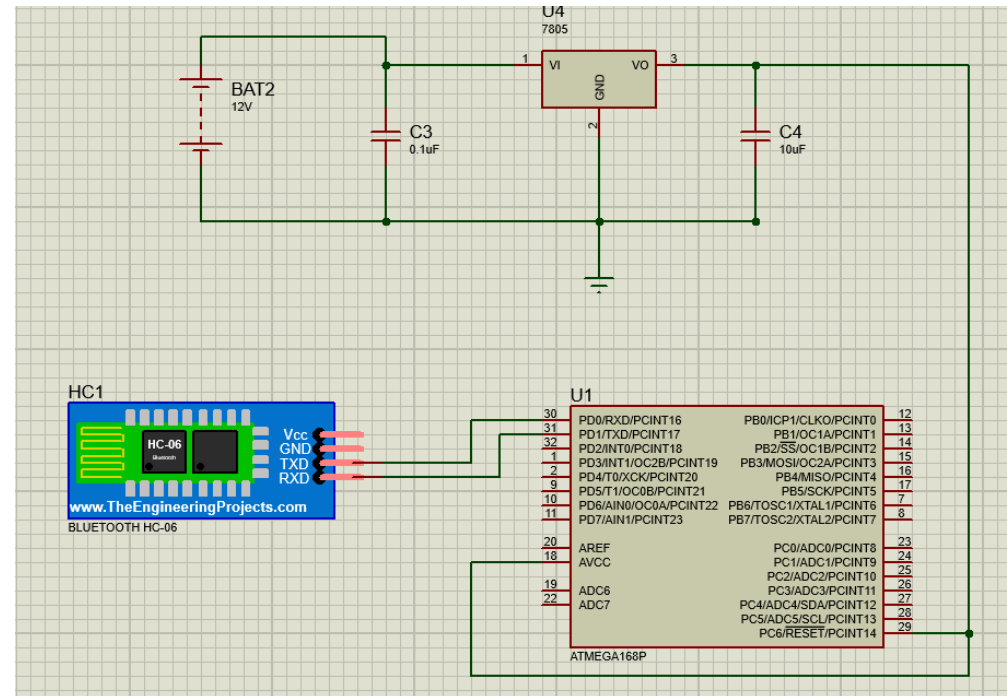 U4
7805
1
VI
VO
3
GND
2
BAT2
12V
C3
0.1uF
C4
10uF
HC1
HC-06
Bluetooth
Vcc
GND
TXD
RXD
www.TheEngineeringProjects.com
BLUETOOTH HC-06
U1
30 PD0/RXD/PCINT16
31 PD1/TXD/PCINT17
32 PD2/INT0/PCINT18
1 PD3/INT1/OC2B/PCINT19
2 PD4/T0/XCK/PCINT20
9 PD5/T1/OC0B/PCINT21
10 PD6/AIN0/OC0A/PCINT22
11 PD7/AIN1/PCINT23
20 AREF
18 AVCC
19 ADC6
22 ADC7
PB0/ICP1/CLKO/PCINT0 12
PB1/OC1A/PCINT1 13
PB2/SS/OC1B/PCINT2 14
PB3/MOSI/OC2A/PCINT3 15
PB4/MISO/PCINT4 16
PB5/SCK/PCINT5 17
PB6/TOSC1/XTAL1/PCINT6 7
PB7/TOSC2/XTAL2/PCINT7 8
PC0/ADC0/PCINT8 23
PC1/ADC1/PCINT9 24
PC2/ADC2/PCINT10 25
PC3/ADC3/PCINT11 26
PC4/ADC4/SDA/PCINT12 27
PC5/ADC5/SCL/PCINT13 28
PC6/RESET/PCINT14 29
ATMEGA168P